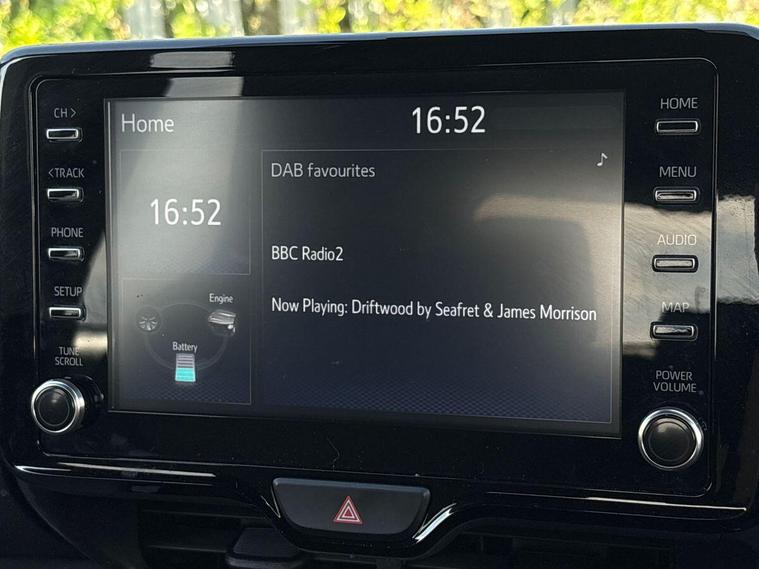 CH >
<TRACK
PHONE
SETUP
TUNE
SCROLL
Home
16:52
16:52
Engine
Battery
DAB favourites
BBC Radio2
Now Playing: Driftwood by Seafret & James Morrison
HOME
MENU
AUDIO
MAP
POWER
VOLUME